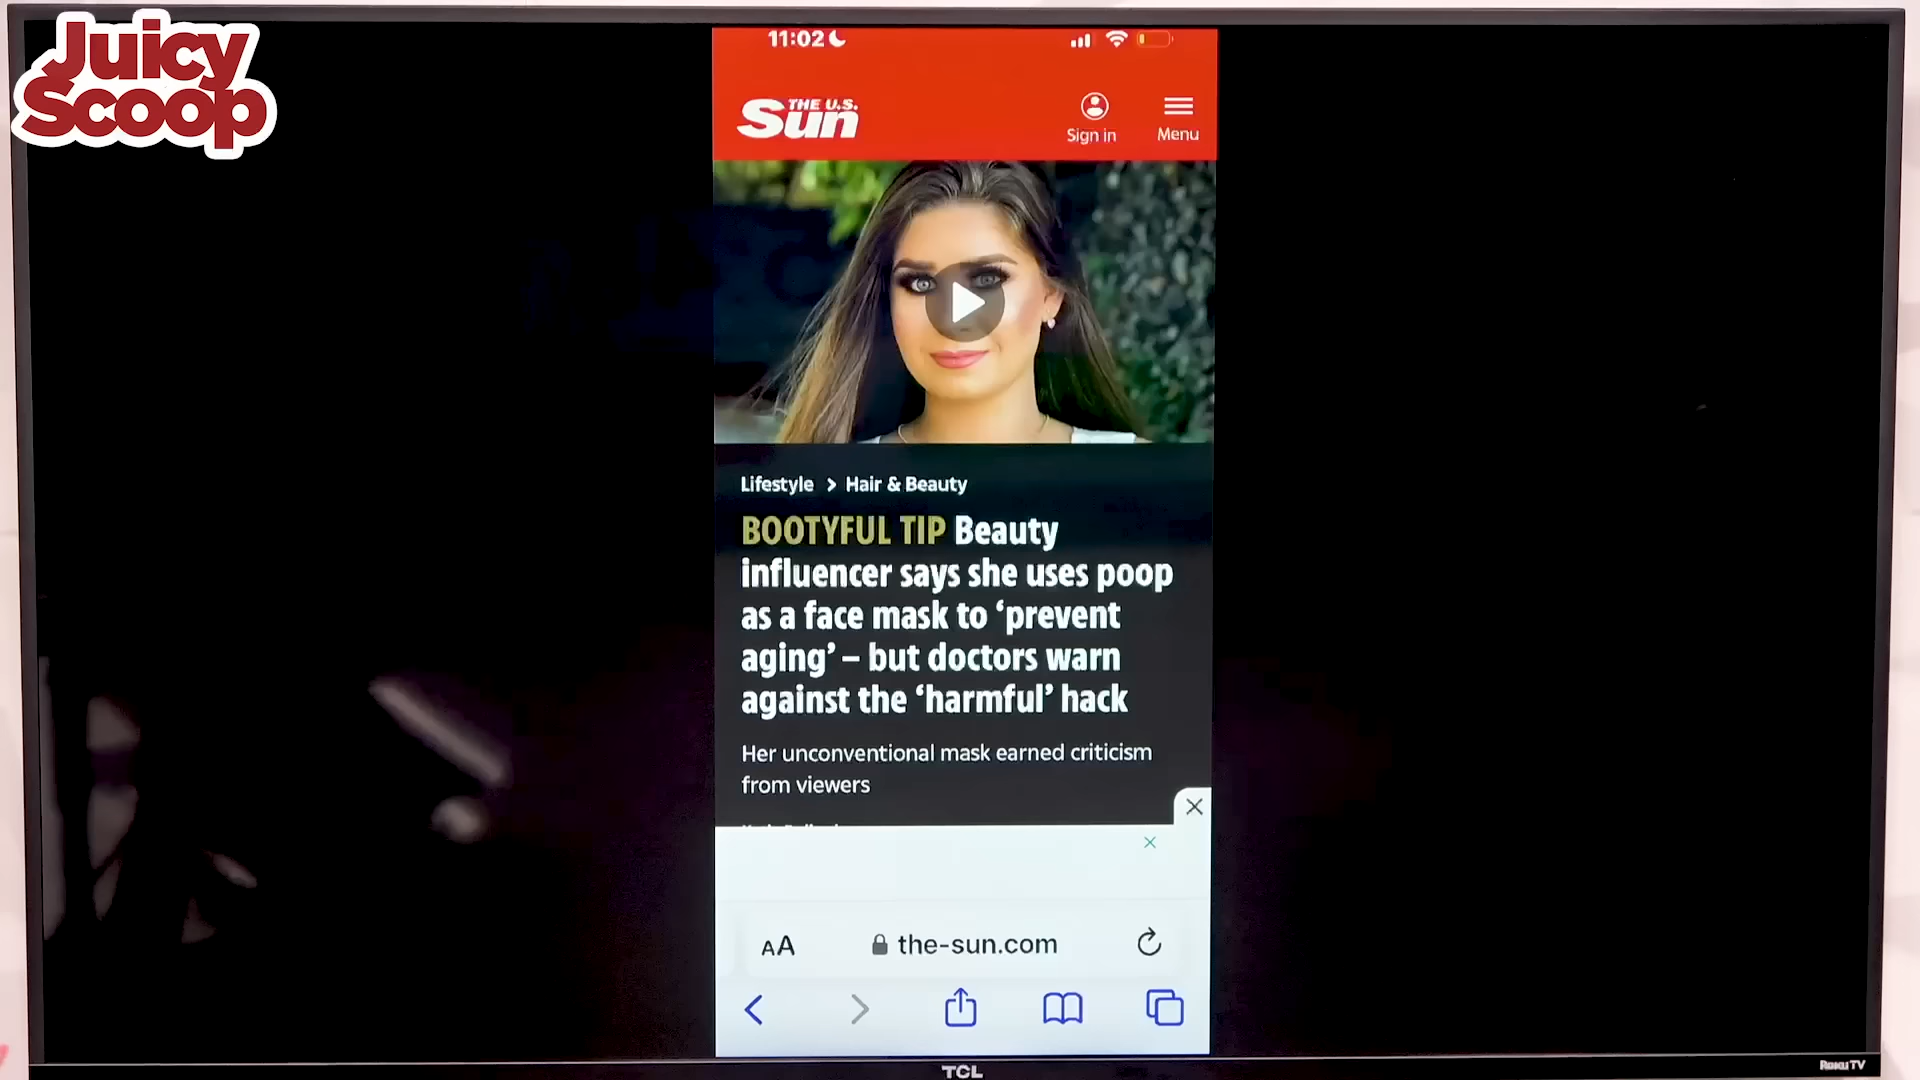 Juicy
Scoop
11:02
THE U.S.
Sun
Sign in
Menu
Lifestyle > Hair & Beauty
BOOTYFUL TIP Beauty
influencer says she uses poop
as a face mask to ‘prevent
aging’ – but doctors warn
against the ‘harmful’ hack
Her unconventional mask earned criticism
from viewers
AA
the-sun.com
TCL
Roku TV